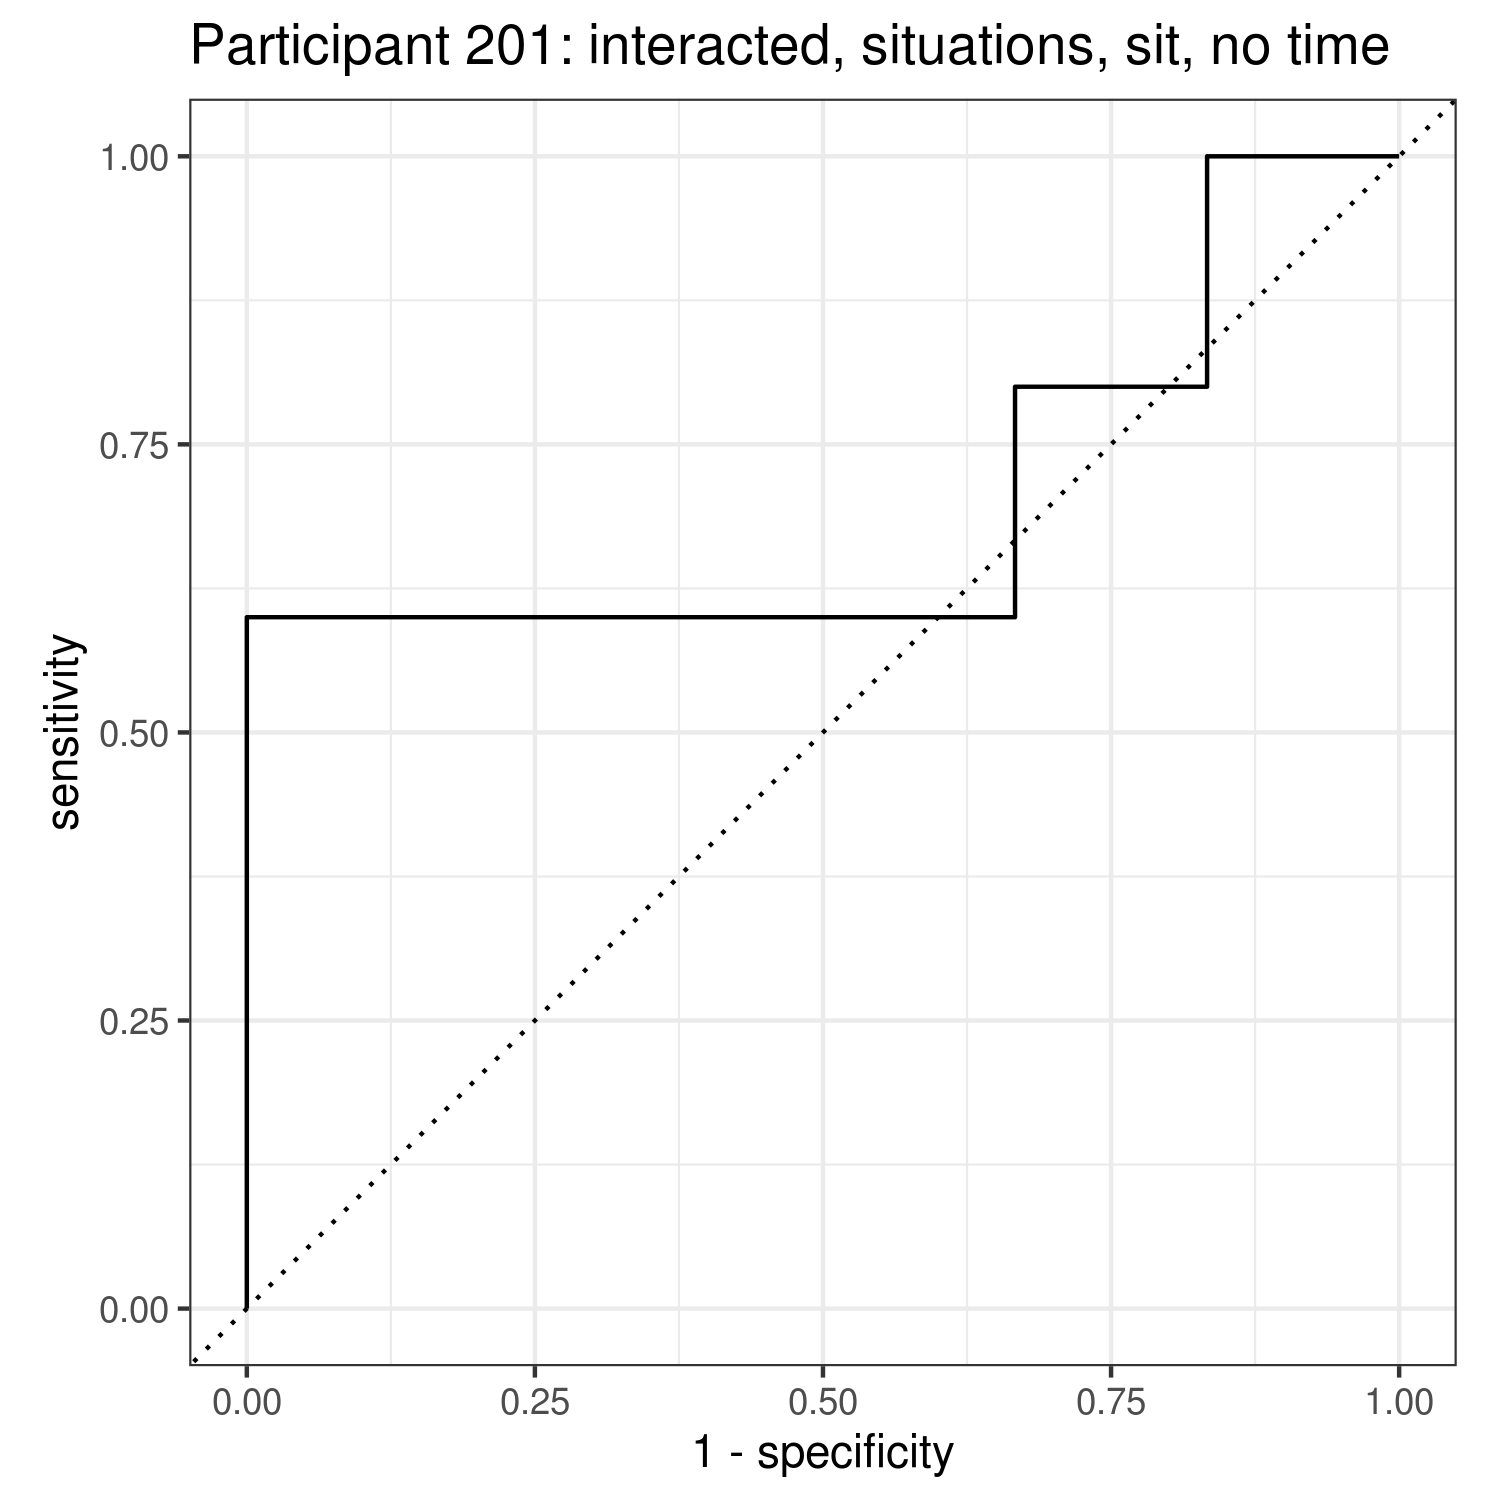 Participant 201: interacted, situations, sit, no time
1.00
0.75
0.50
0.25
0.00
sensitivity
0.00 0.25 0.50 0.75 1.00
1 - specificity